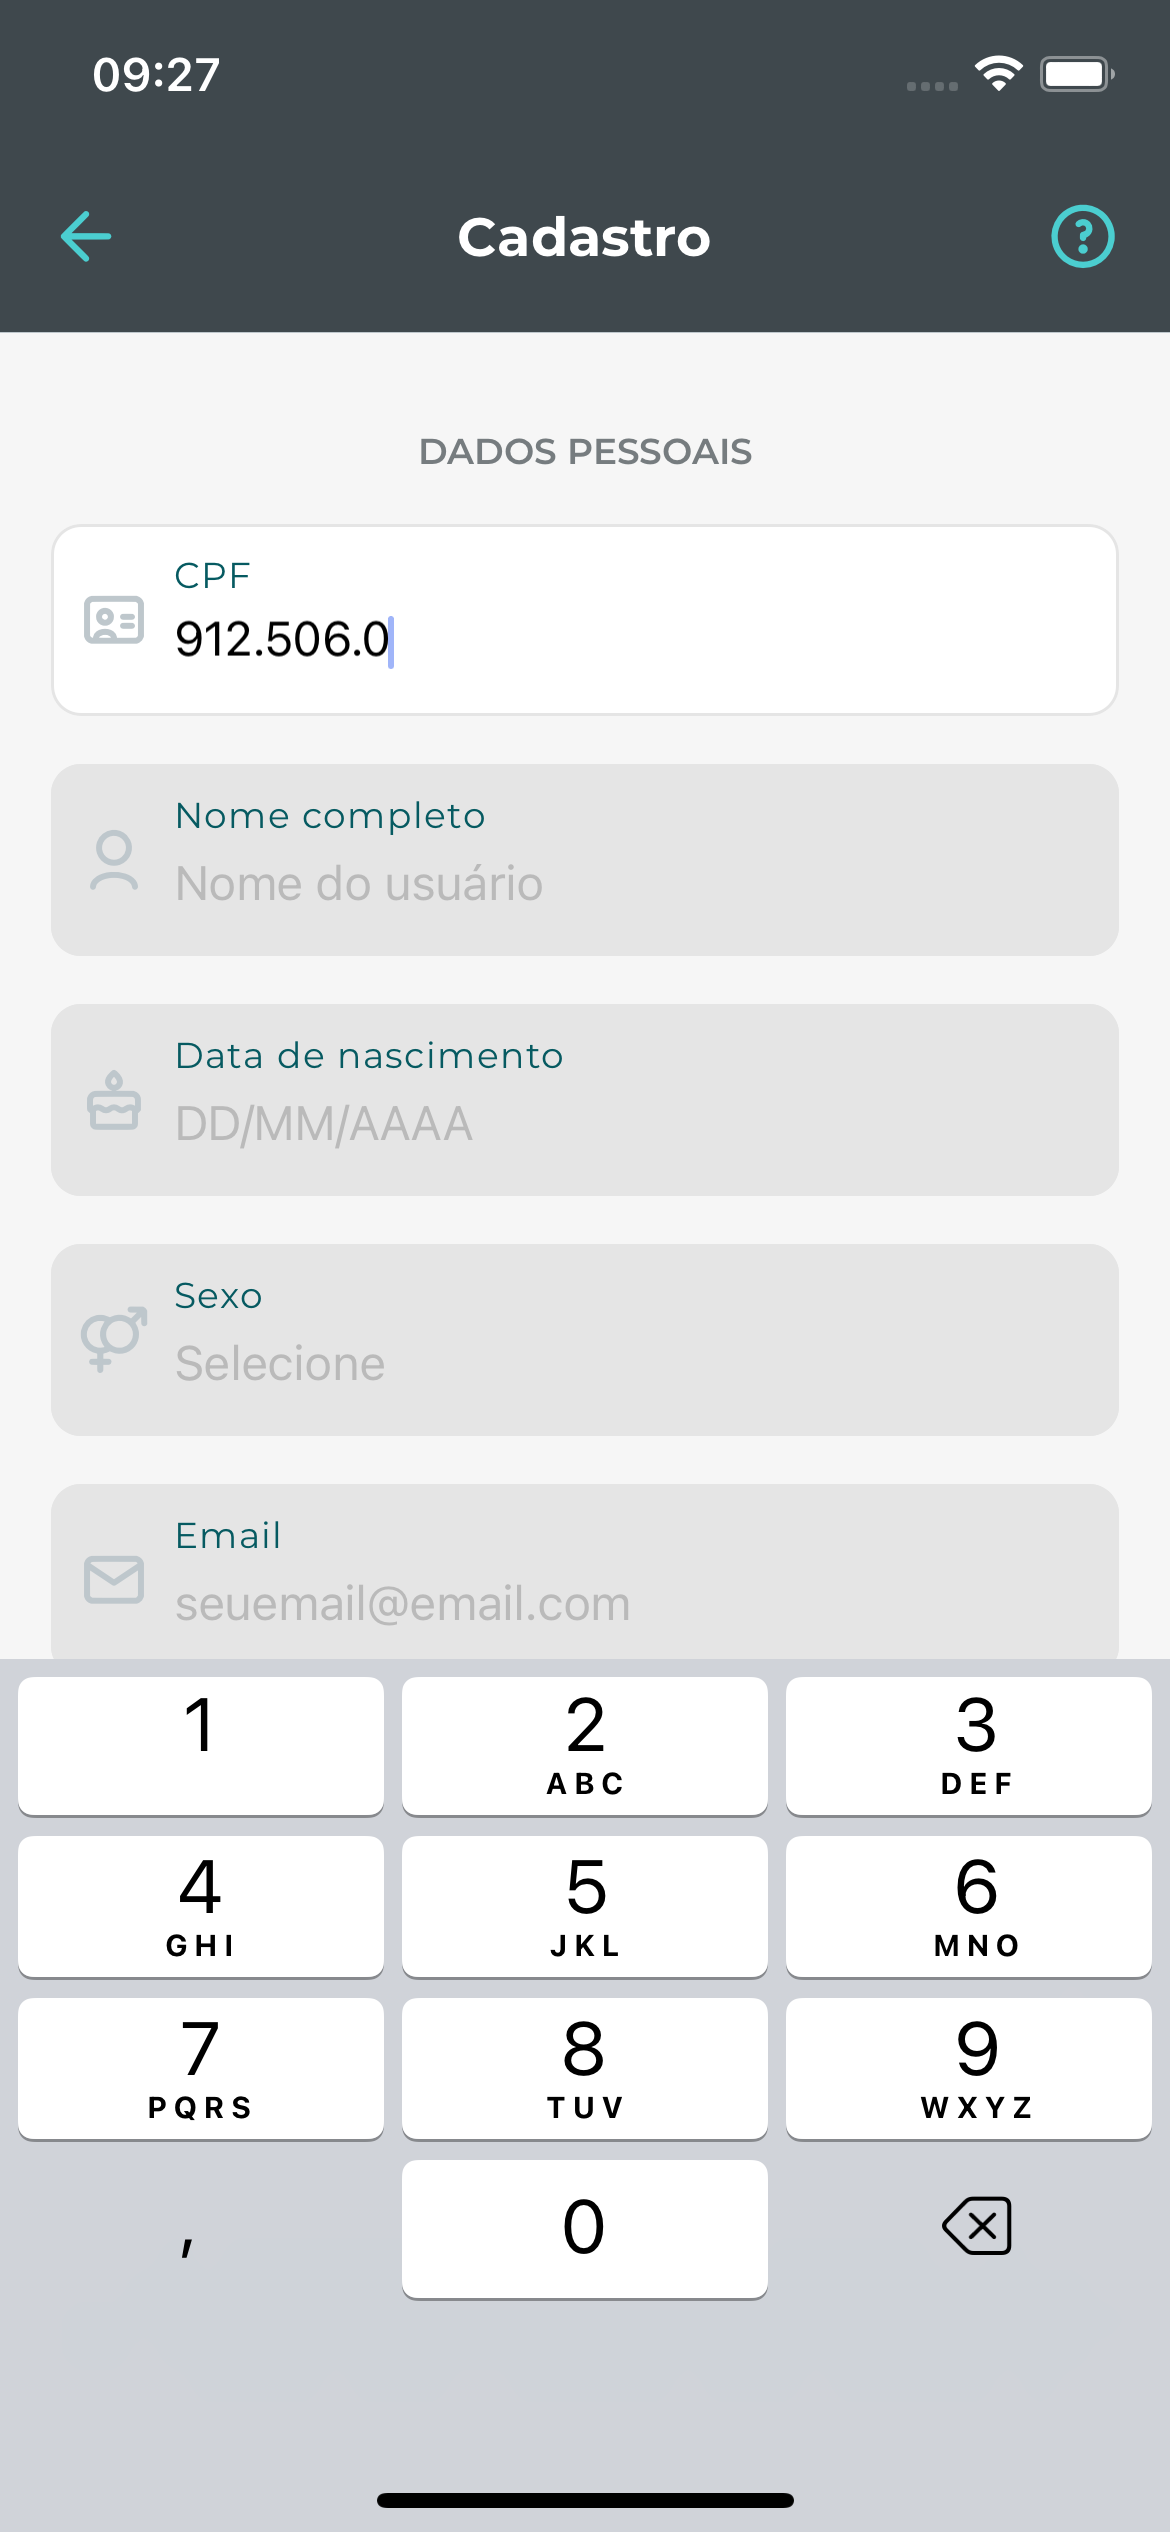 09:27
Cadastro
DADOS PESSOAIS
CPF
912.506.0
Nome completo
Nome do usuário
Data de nascimento
DD/MM/AAAA
Sexo
Selecione
Email
seuemail@email.com
1 2 3
ABC DEF
4 5 6
GHI JKL MNO
7 8 9
PQRS TUV WXYZ
, 0